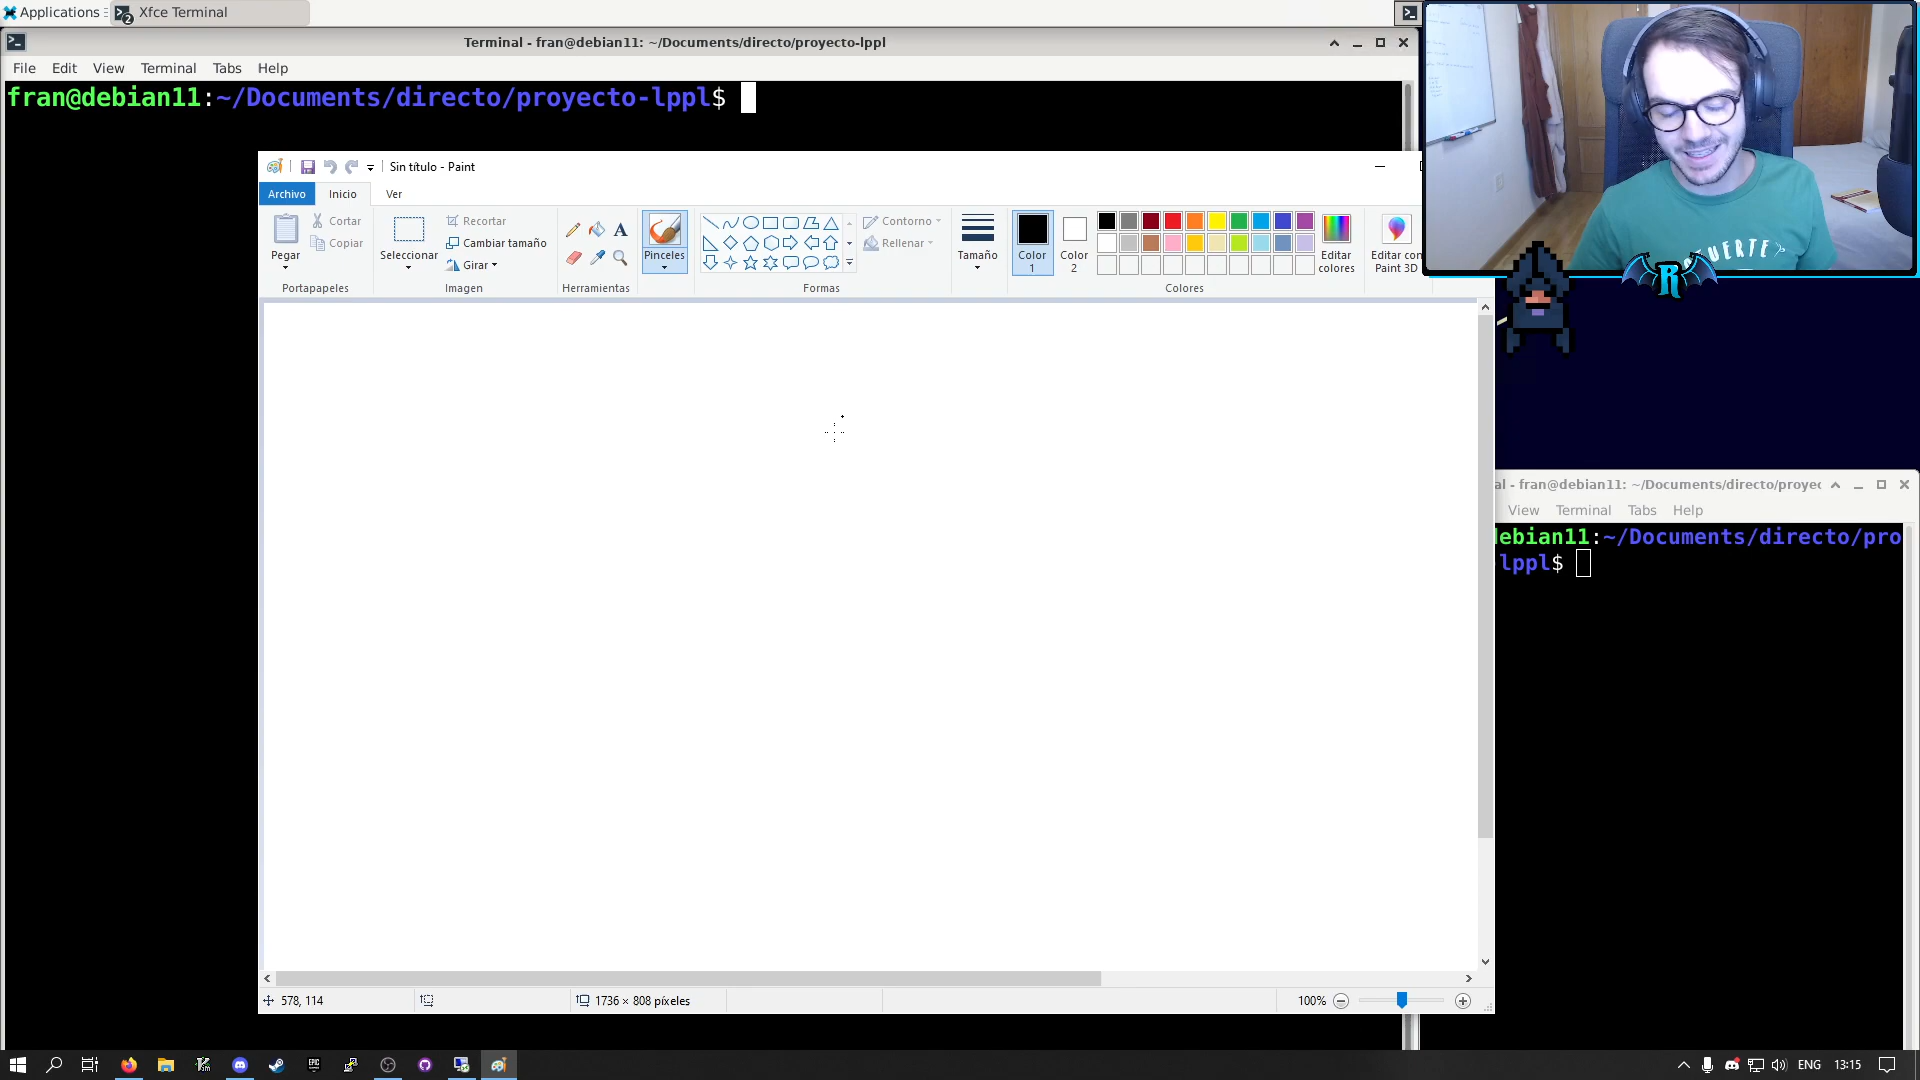 Applications
Xfce Terminal
Terminal - fran@debian11: ~/Documents/directo/proyecto-lppl
File Edit View Terminal Tabs Help
fran@debian11:~/Documents/directo/proyecto-lppl$
Sin título - Paint
Archivo Inicio Ver
Pegar
Cortar
Copiar
Portapapeles
Seleccionar
Recortar
Cambiar tamaño
Girar
Imagen
Herramientas
Pinceles
Formas
Contorno
Rellenar
Tamaño
Color 1
Color 2
Colores
Editar colores
Editar con Paint 3D
UERTE
R
al - fran@debian11: ~/Documents/directo/proyec
View Terminal Tabs Help
debian11:~/Documents/directo/pro
lppl$
578, 114
1736 × 808 píxeles
100%
EPIC
ENG 13:15